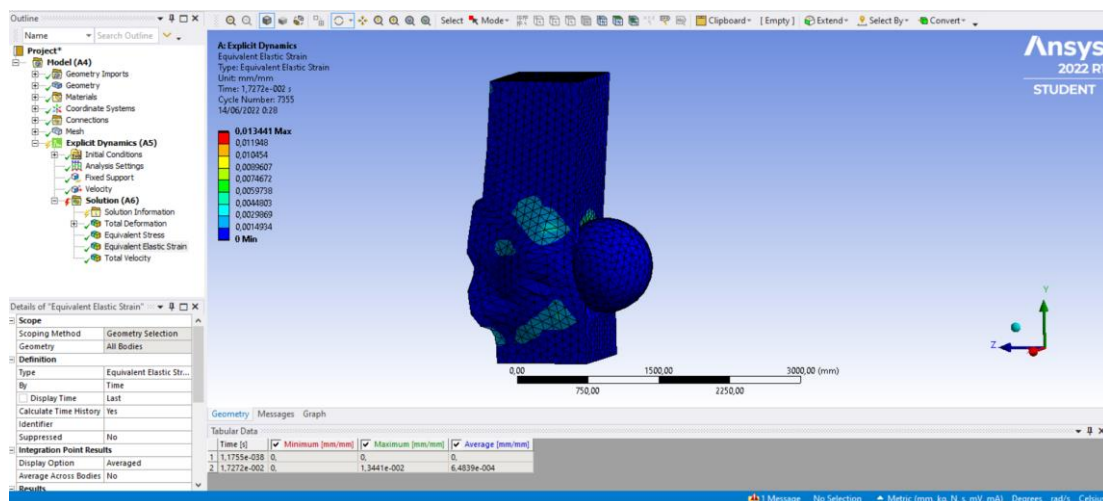 Outline
Name
Search Outline
Project*
Model (A4)
Geometry Imports
Geometry
Materials
Coordinate Systems
Connections
Mesh
Explicit Dynamics (A5)
Initial Conditions
Analysis Settings
Fixed Support
Velocity
Solution (A6)
Solution Information
Total Deformation
Equivalent Stress
Equivalent Elastic Strain
Total Velocity
Details of "Equivalent Elastic Strain"
Scope
Scoping Method Geometry Selection
Geometry All Bodies
Definition
Type Equivalent Elastic Str...
By Time
Display Time Last
Calculate Time History Yes
Identifier
Suppressed No
Integration Point Results
Display Option Averaged
Average Across Bodies No
Results
Select Mode Clipboard [ Empty ] Extend Select By Convert
A: Explicit Dynamics
Equivalent Elastic Strain
Type: Equivalent Elastic Strain
Unit: mm/mm
Time: 1,7272e-002 s
Cycle Number: 7355
14/06/2022 0:28
0,013441 Max
0,011948
0,010454
0,0089607
0,0074672
0,0059738
0,0044803
0,0029869
0,0014934
0 Min
Ansys
2022 R1
STUDENT
Y
Z
0,00 1500,00 3000,00 (mm)
750,00 2250,00
Geometry Messages Graph
Tabular Data
Time [s] Minimum [mm/mm] Maximum [mm/mm] Average [mm/mm]
1 1,1755e-038 0, 0, 0,
2 1,7272e-002 0, 1,3441e-002 6,4839e-004
1 Message No Selection Metric (mm, kg, N, s, mV, mA) Degrees rad/s Celsiu